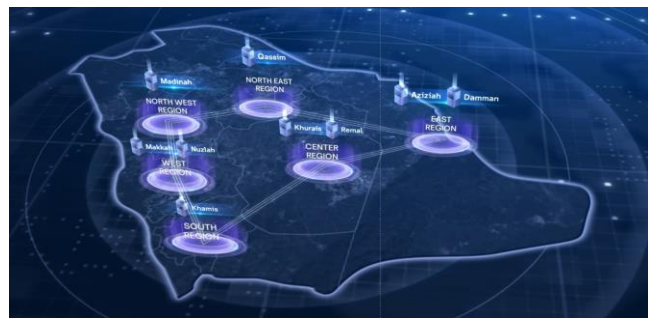 Qassim
Madinah
NORTH EAST
REGION
Aziziah
Damman
NORTH WEST
REGION
Khurais
Ramal
EAST
REGION
Makkah
Nuzlah
CENTER
REGION
WEST
REGION
Khamis
SOUTH
REGION